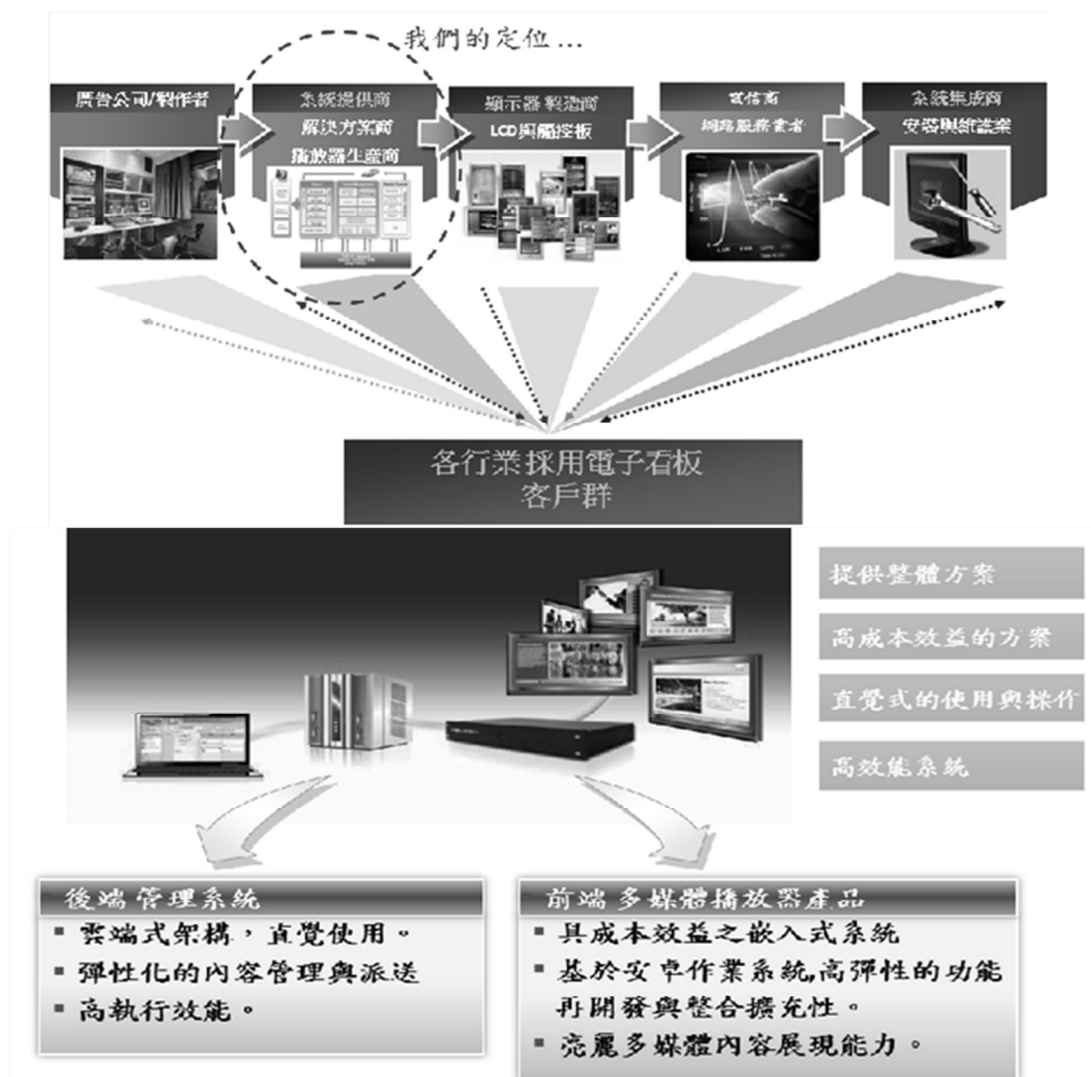 我們的定位...
廣告公司/製作者
系統提供商
解決方案商
播放器生產商
顯示器製造商
LCD與觸控板
電信商
網路服務業者
系統集成商
安裝與維護業
各行業採用電子看板
客戶群
提供整體方案
高成本效益的方案
直覺式的使用與操作
高效能系統
後端管理系統
▪ 雲端式架構，直覺使用。
▪ 彈性化的內容管理與派送
▪ 高執行效能。
前端多媒體播放器產品
▪ 具成本效益之嵌入式系統
▪ 基於安卓作業系統,高彈性的功能
再開發與整合擴充性。
▪ 亮麗多媒體內容展現能力。